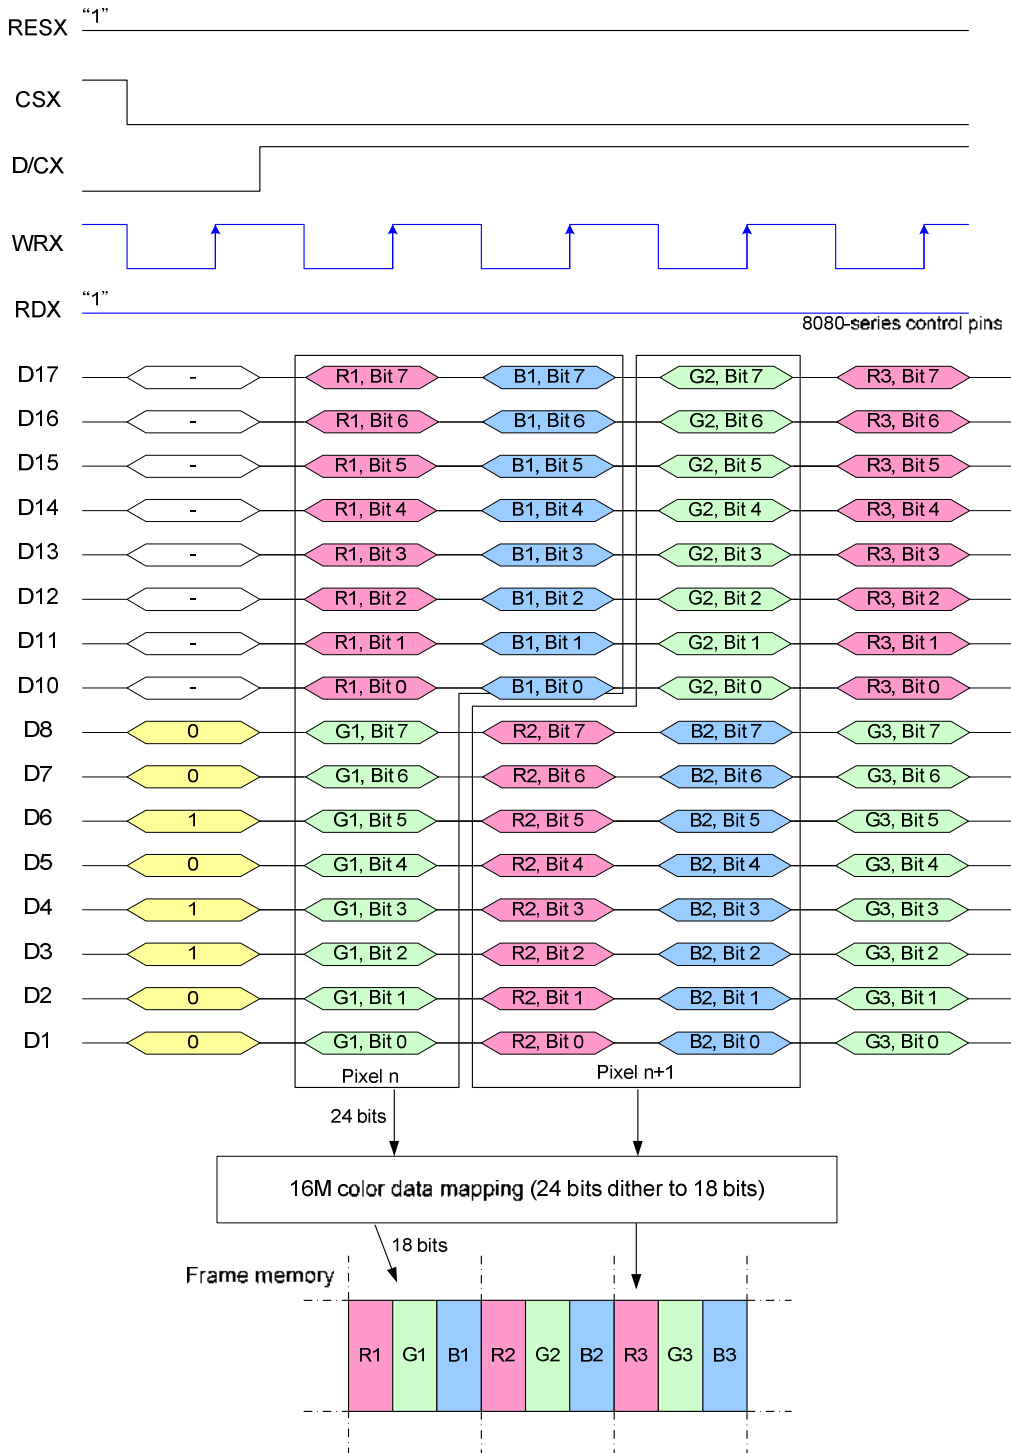 RESX “1”
CSX
D/CX
WRX
RDX “1”
8080-series control pins
D17 - R1, Bit 7 B1, Bit 7 G2, Bit 7 R3, Bit 7
D16 - R1, Bit 6 B1, Bit 6 G2, Bit 6 R3, Bit 6
D15 - R1, Bit 5 B1, Bit 5 G2, Bit 5 R3, Bit 5
D14 - R1, Bit 4 B1, Bit 4 G2, Bit 4 R3, Bit 4
D13 - R1, Bit 3 B1, Bit 3 G2, Bit 3 R3, Bit 3
D12 - R1, Bit 2 B1, Bit 2 G2, Bit 2 R3, Bit 2
D11 - R1, Bit 1 B1, Bit 1 G2, Bit 1 R3, Bit 1
D10 - R1, Bit 0 B1, Bit 0 G2, Bit 0 R3, Bit 0
D8 0 G1, Bit 7 R2, Bit 7 B2, Bit 7 G3, Bit 7
D7 0 G1, Bit 6 R2, Bit 6 B2, Bit 6 G3, Bit 6
D6 1 G1, Bit 5 R2, Bit 5 B2, Bit 5 G3, Bit 5
D5 0 G1, Bit 4 R2, Bit 4 B2, Bit 4 G3, Bit 4
D4 1 G1, Bit 3 R2, Bit 3 B2, Bit 3 G3, Bit 3
D3 1 G1, Bit 2 R2, Bit 2 B2, Bit 2 G3, Bit 2
D2 0 G1, Bit 1 R2, Bit 1 B2, Bit 1 G3, Bit 1
D1 0 G1, Bit 0 R2, Bit 0 B2, Bit 0 G3, Bit 0
Pixel n Pixel n+1
24 bits
16M color data mapping (24 bits dither to 18 bits)
18 bits
Frame memory
R1 G1 B1 R2 G2 B2 R3 G3 B3